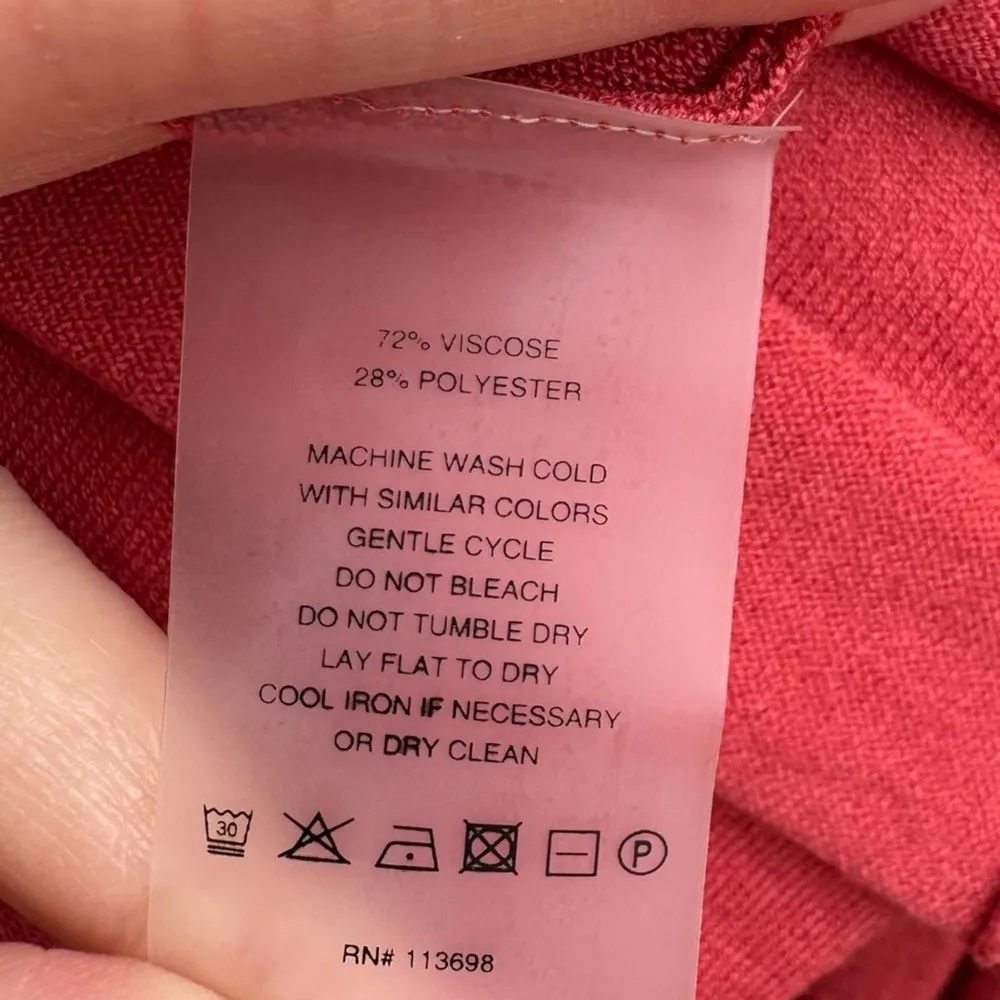 72% VISCOSE
28% POLYESTER
MACHINE WASH COLD
WITH SIMILAR COLORS
GENTLE CYCLE
DO NOT BLEACH
DO NOT TUMBLE DRY
LAY FLAT TO DRY
COOL IRON IF NECESSARY
OR DRY CLEAN
30 P
RN# 113698